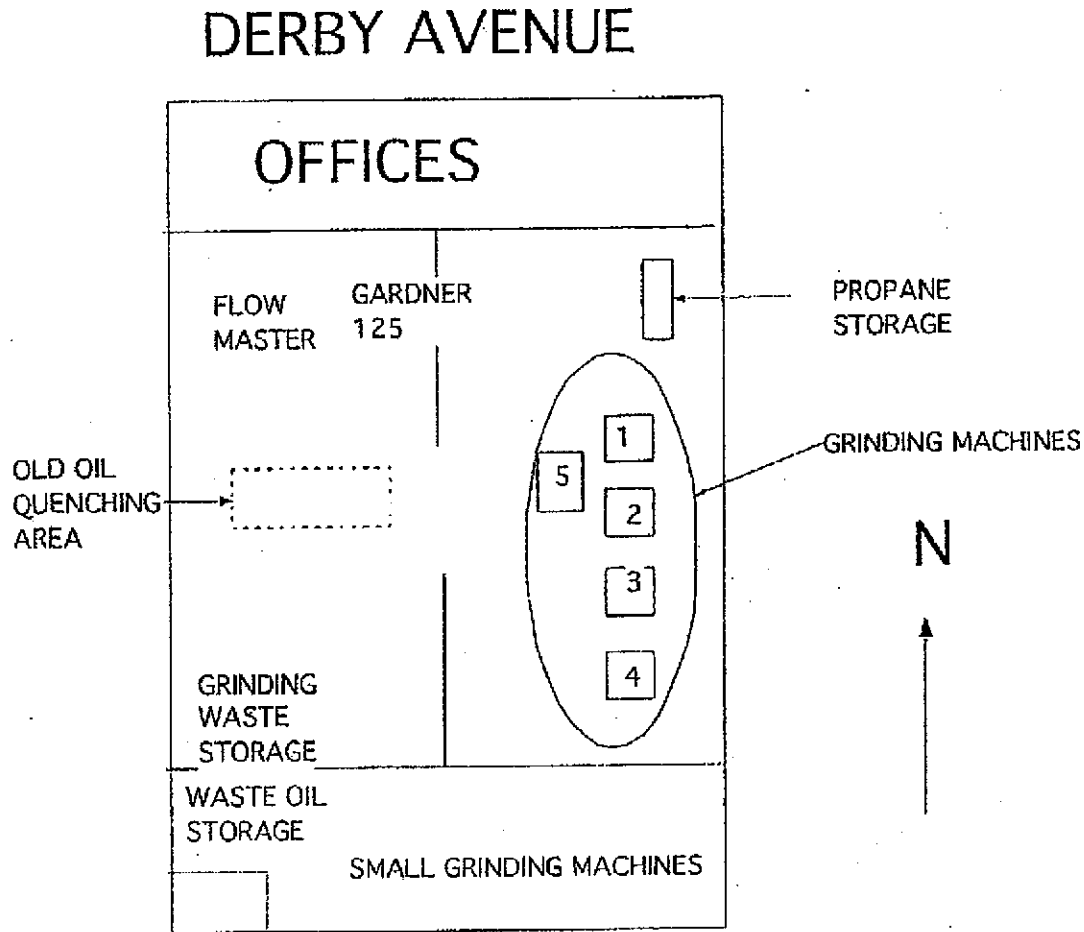 DERBY AVENUE
OFFICES
FLOW
MASTER
GARDNER
125
PROPANE
STORAGE
GRINDING MACHINES
1
5
2
3
4
OLD OIL
QUENCHING
AREA
N
GRINDING
WASTE
STORAGE
WASTE OIL
STORAGE
SMALL GRINDING MACHINES